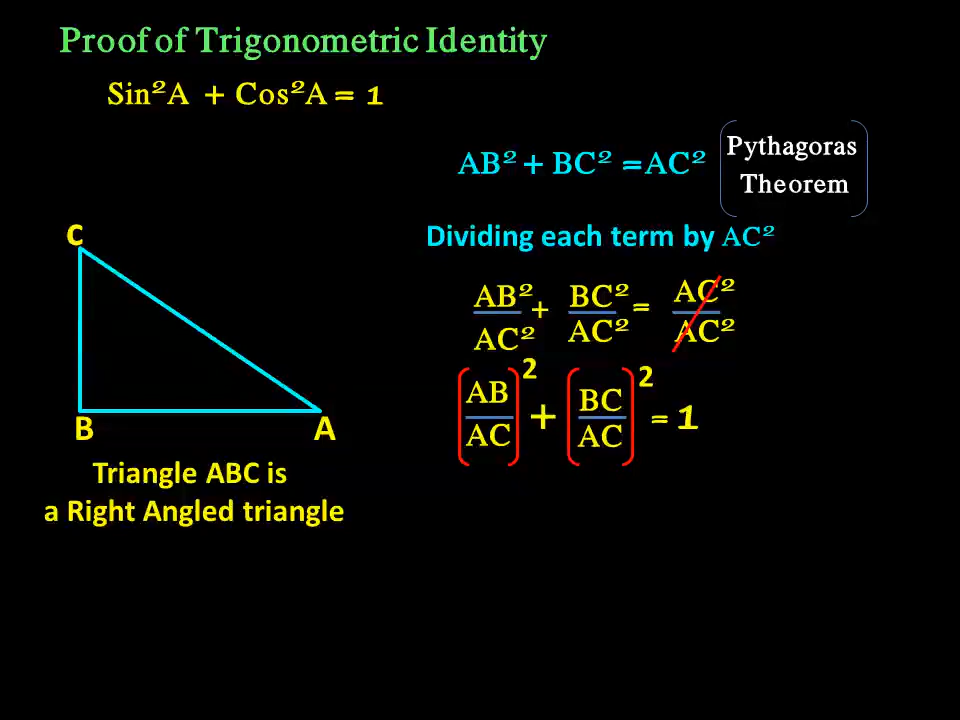 Proof of Trigonometric Identity
Sin²A + Cos²A = 1
AB² + BC² = AC² [Pythagoras Theorem]
Dividing each term by AC²
AB²/AC² + BC²/AC² = AC²/AC²
[AB/AC]² + [BC/AC]² = 1
C
B
A
Triangle ABC is
a Right Angled triangle